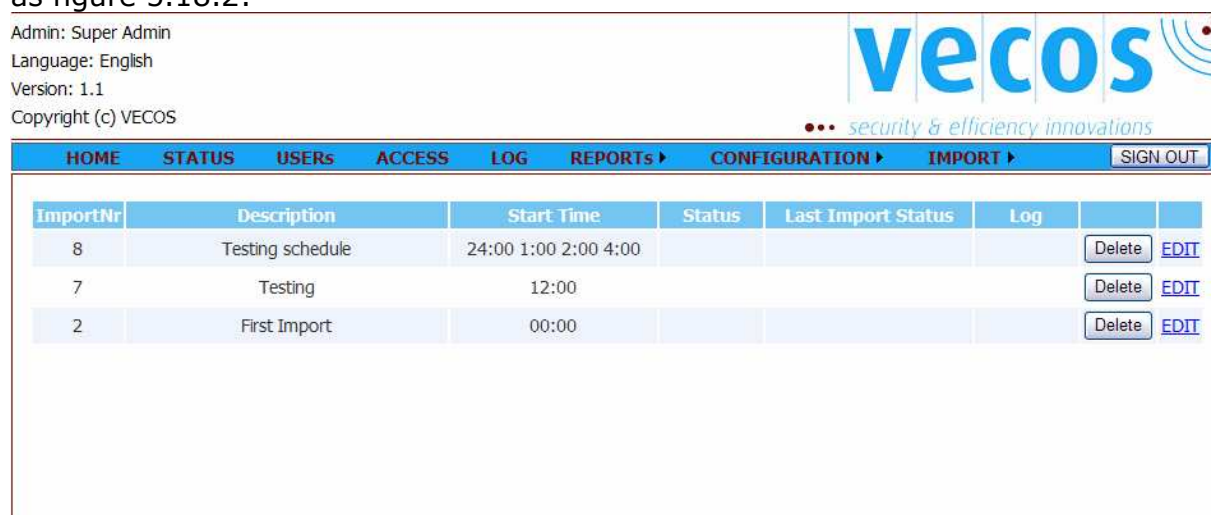 as figure 5.16.2.
Admin: Super Admin
Language: English
Version: 1.1
Copyright (c) VECOS
vecos
security & efficiency innovations
HOME STATUS USERs ACCESS LOG REPORTs CONFIGURATION IMPORT SIGN OUT
ImportNr Description Start Time Status Last Import Status Log
8 Testing schedule 24:00 1:00 2:00 4:00 Delete EDIT
7 Testing 12:00 Delete EDIT
2 First Import 00:00 Delete EDIT